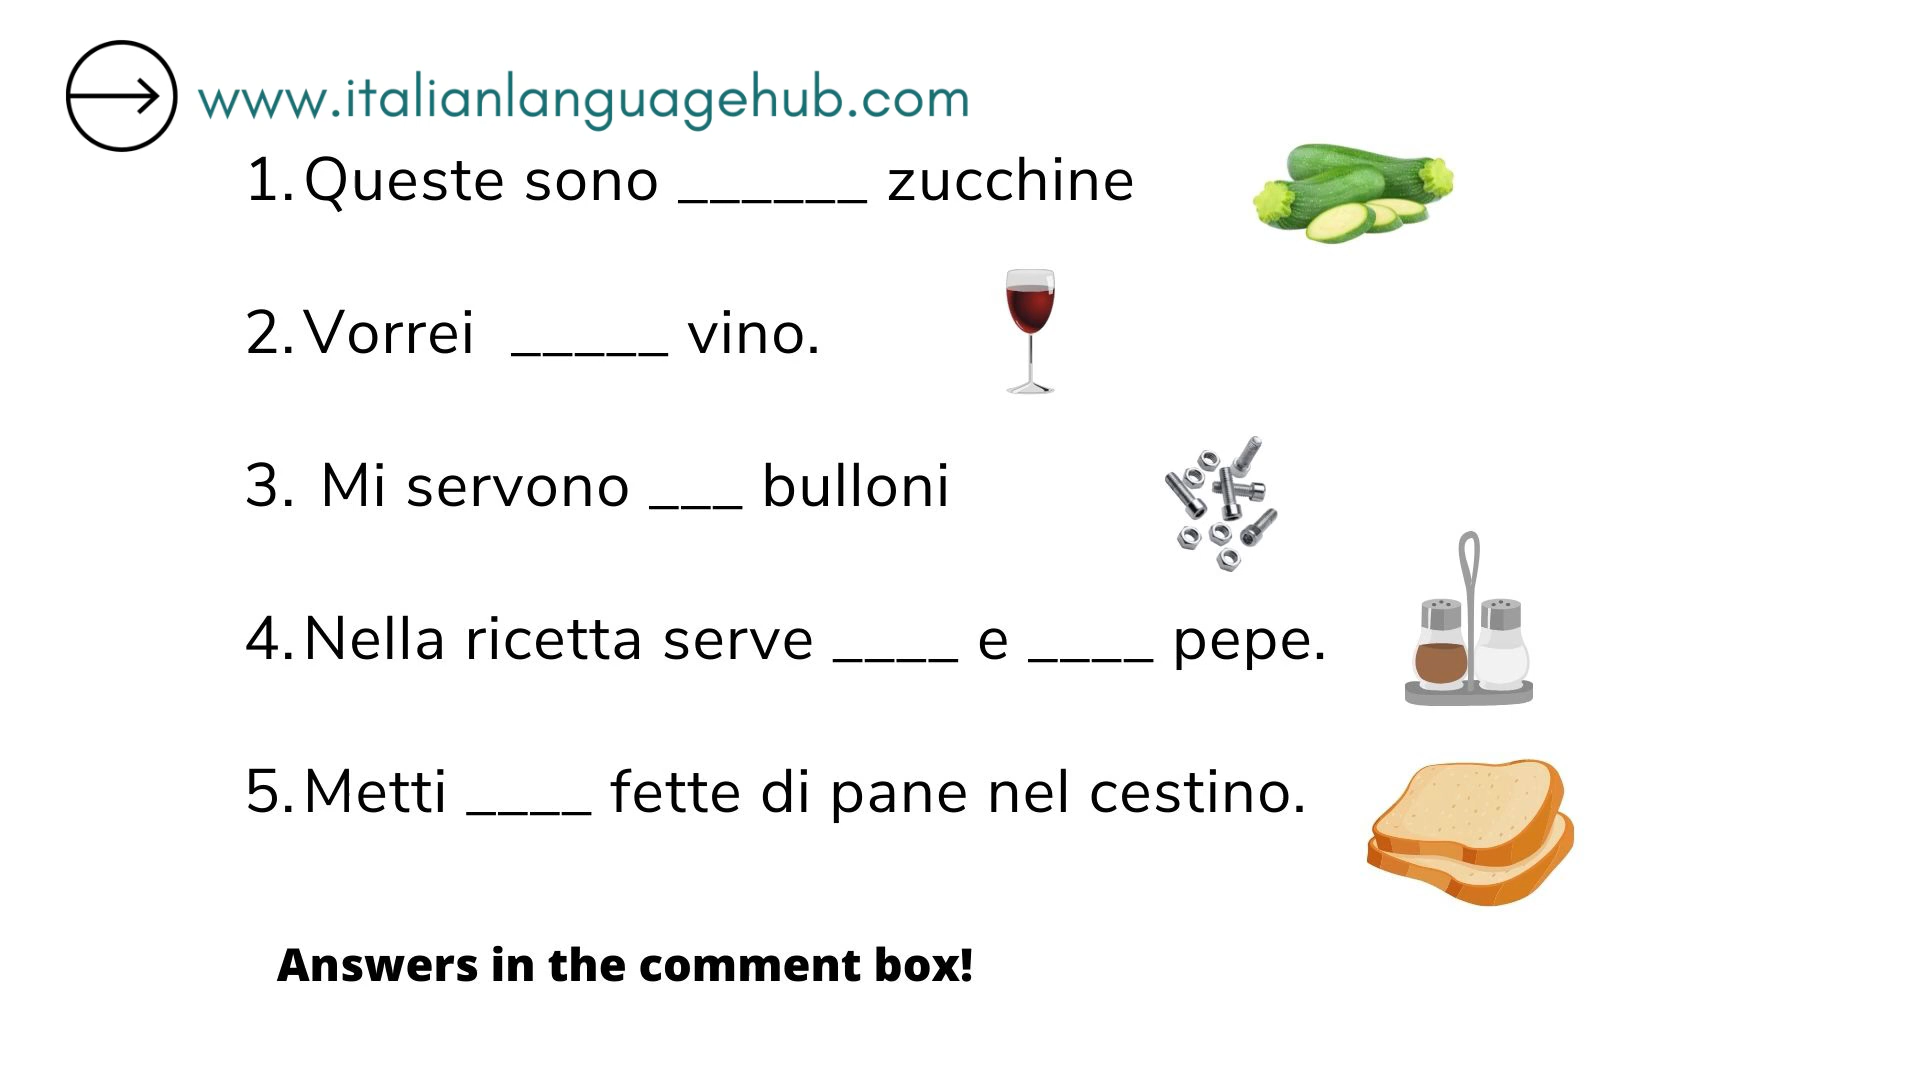 www.italianlanguagehub.com
1. Queste sono ______ zucchine
2. Vorrei _____ vino.
3. Mi servono ___ bulloni
4. Nella ricetta serve ____ e ____ pepe.
5. Metti ____ fette di pane nel cestino.
Answers in the comment box!